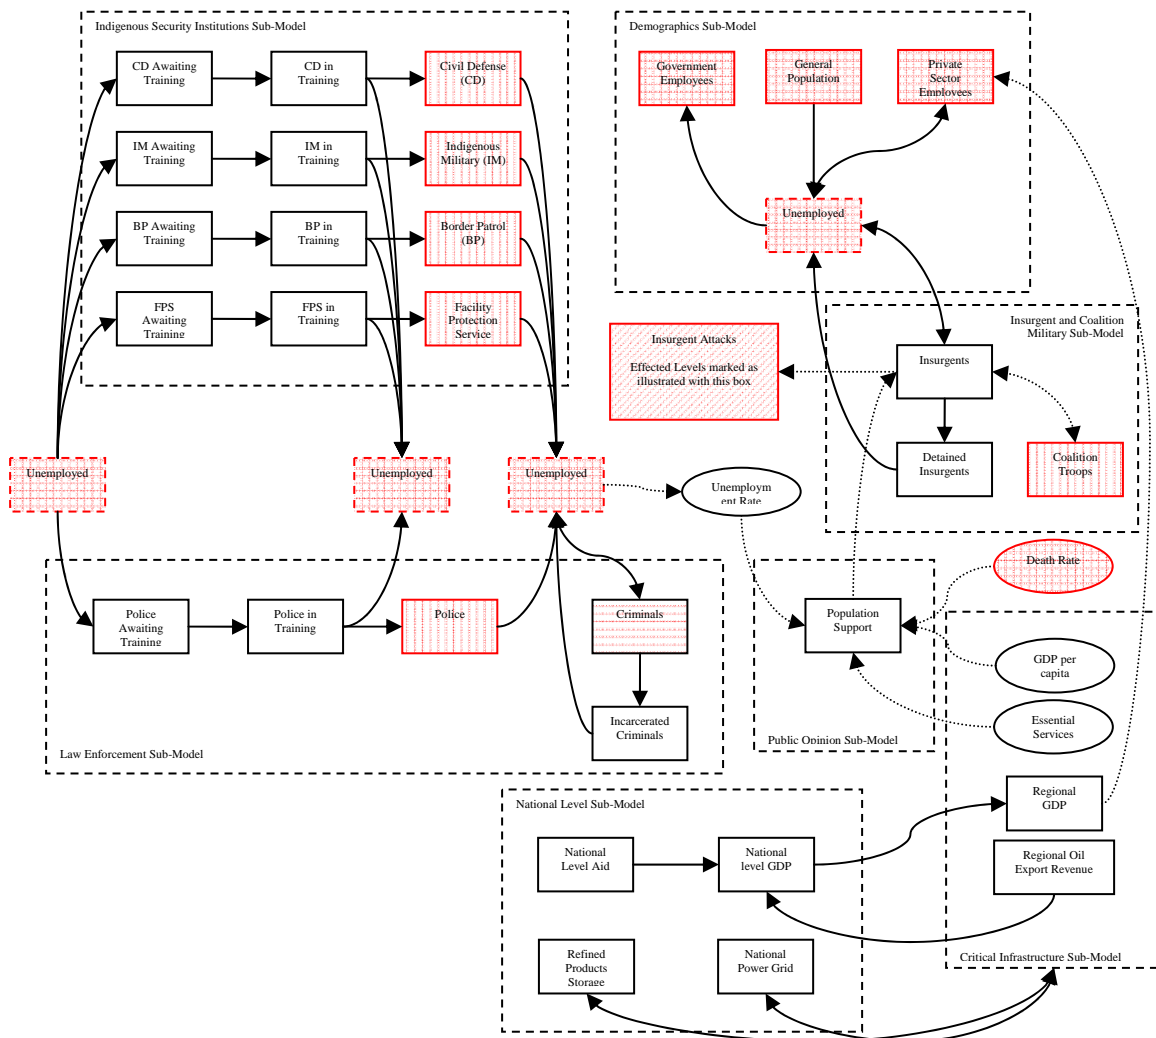 Indigenous Security Institutions Sub-Model
CD Awaiting
Training
CD in
Training
Civil Defense
(CD)
IM Awaiting
Training
IM in
Training
Indigenous
Military (IM)
BP Awaiting
Training
BP in
Training
Border Patrol
(BP)
FPS
Awaiting
Training
FPS in
Training
Facility
Protection
Service
Demographics Sub-Model
Government
Employees
General
Population
Private
Sector
Employees
Unemployed
Insurgent Attacks
Effected Levels marked as
illustrated with this box
Insurgent and Coalition
Military Sub-Model
Insurgents
Detained
Insurgents
Coalition
Troops
Unemployed
Unemployed
Unemployed
Unemploym
ent Rate
Police
Awaiting
Training
Police in
Training
Police
Criminals
Incarcerated
Criminals
Law Enforcement Sub-Model
Population
Support
Public Opinion Sub-Model
Death Rate
GDP per
capita
Essential
Services
Regional
GDP
Regional Oil
Export Revenue
Critical Infrastructure Sub-Model
National Level Sub-Model
National
Level Aid
National
level GDP
Refined
Products
Storage
National
Power Grid